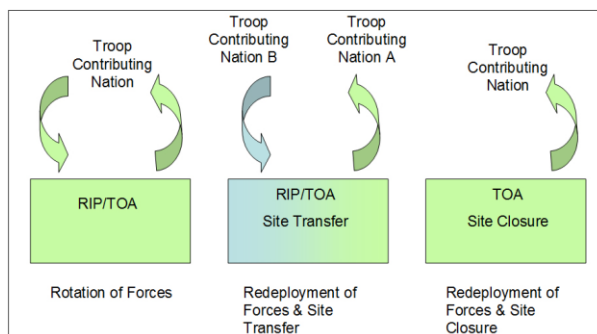 Troop
Contributing
Nation
RIP/TOA
Rotation of Forces
Troop
Contributing
Nation B
Troop
Contributing
Nation A
RIP/TOA
Site Transfer
Redeployment of
Forces & Site
Transfer
Troop
Contributing
Nation
TOA
Site Closure
Redeployment of
Forces & Site
Closure